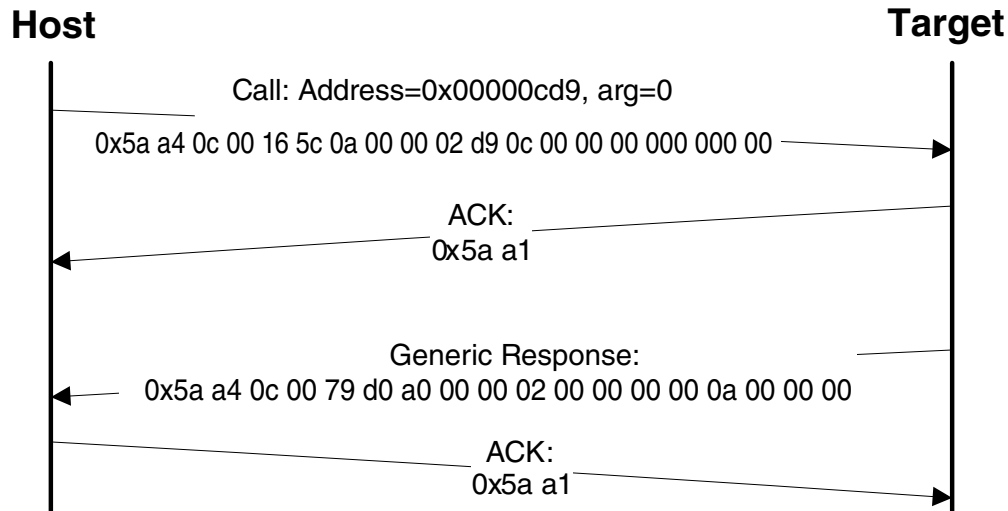 Host
Target
Call: Address=0x00000cd9, arg=0
0x5a a4 0c 00 16 5c 0a 00 00 02 d9 0c 00 00 00 000 000 00
ACK:
0x5a a1
Generic Response:
0x5a a4 0c 00 79 d0 a0 00 00 02 00 00 00 00 0a 00 00 00
ACK:
0x5a a1